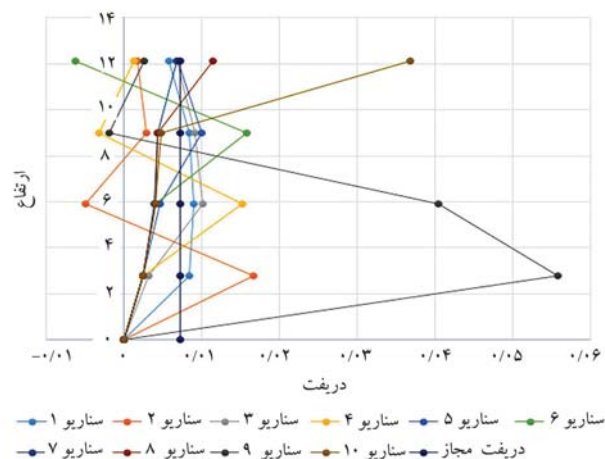 ۱۴
۱۲
۱۰
۸
۶
۴
۲
۰
ارتفاع
-۰/۰۱ ۰ ۰/۰۱ ۰/۰۲ ۰/۰۳ ۰/۰۴ ۰/۰۵ ۰/۰۶
دریفت
سناریو ۱ سناریو ۲ سناریو ۳ سناریو ۴ سناریو ۵ سناریو ۶
سناریو ۷ سناریو ۸ سناریو ۹ سناریو ۱۰ دریفت مجاز